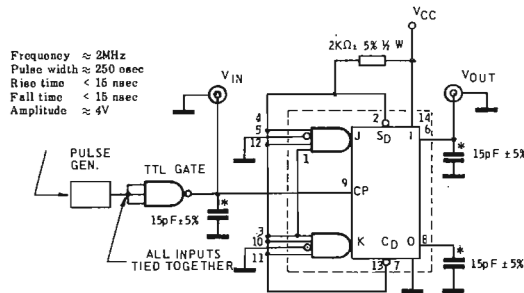 Frequency ≈ 2MHz
Pulse width ≈ 250 nsec
Rise time < 15 nsec
Fall time < 15 nsec
Amplitude ≈ 4V
VCC
2KΩ± 5% ½ W
VIN
VOUT
PULSE
GEN.
TTL GATE
ALL INPUTS
TIED TOGETHER
15pF ±5%
*
4
5
12
1
J
2
SD
1
14
6
9
CP
3
10
11
K
CD
0
8
13
7
*
15pF ±5%
*
15pF ±5%